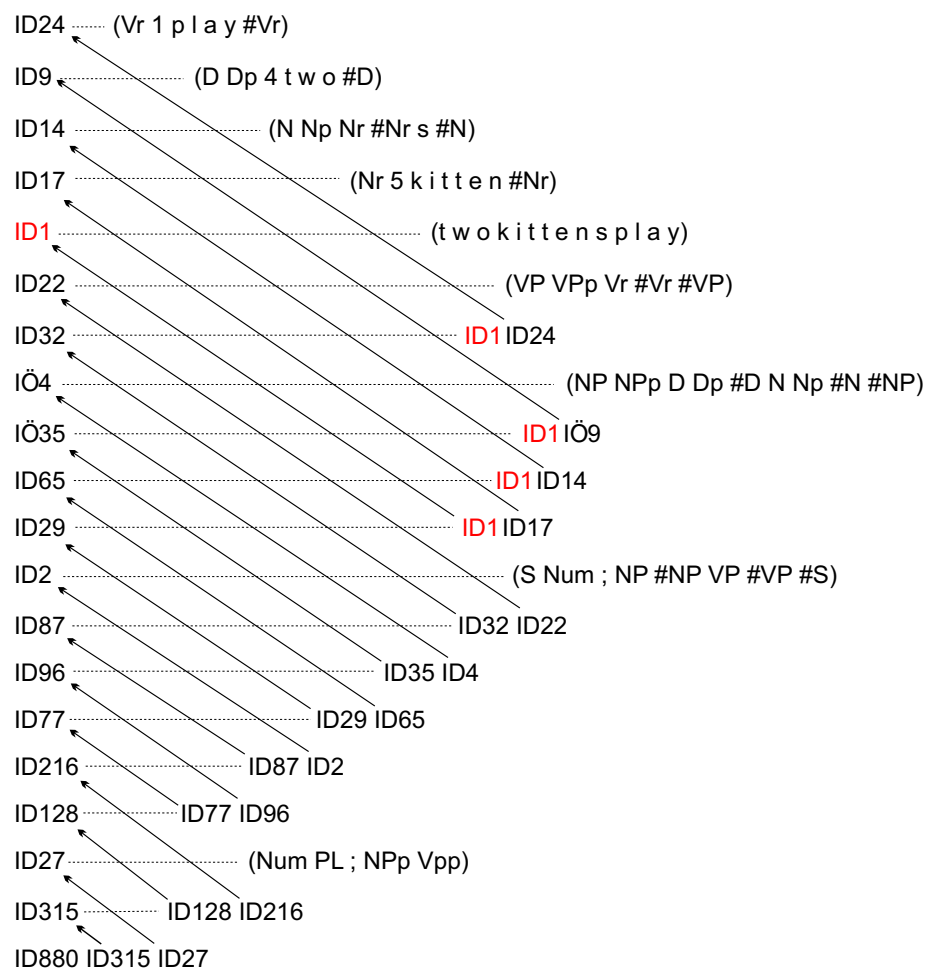 ID24 (Vr 1 p l a y #Vr)
ID9 (D Dp 4 t w o #D)
ID14 (N Np Nr #Nr s #N)
ID17 (Nr 5 k i t t e n #Nr)
ID1 (t w o k i t t e n s p l a y)
ID22 (VP VPp Vr #Vr #VP)
ID32 ID1 ID24
IÖ4 (NP NPp D Dp #D N Np #N #NP)
IÖ35 ID1 IÖ9
ID65 ID1 ID14
ID29 ID1 ID17
ID2 (S Num ; NP #NP VP #VP #S)
ID87 ID32 ID22
ID96 ID35 ID4
ID77 ID29 ID65
ID216 ID87 ID2
ID128 ID77 ID96
ID27 (Num PL ; NPp Vpp)
ID315 ID128 ID216
ID880 ID315 ID27